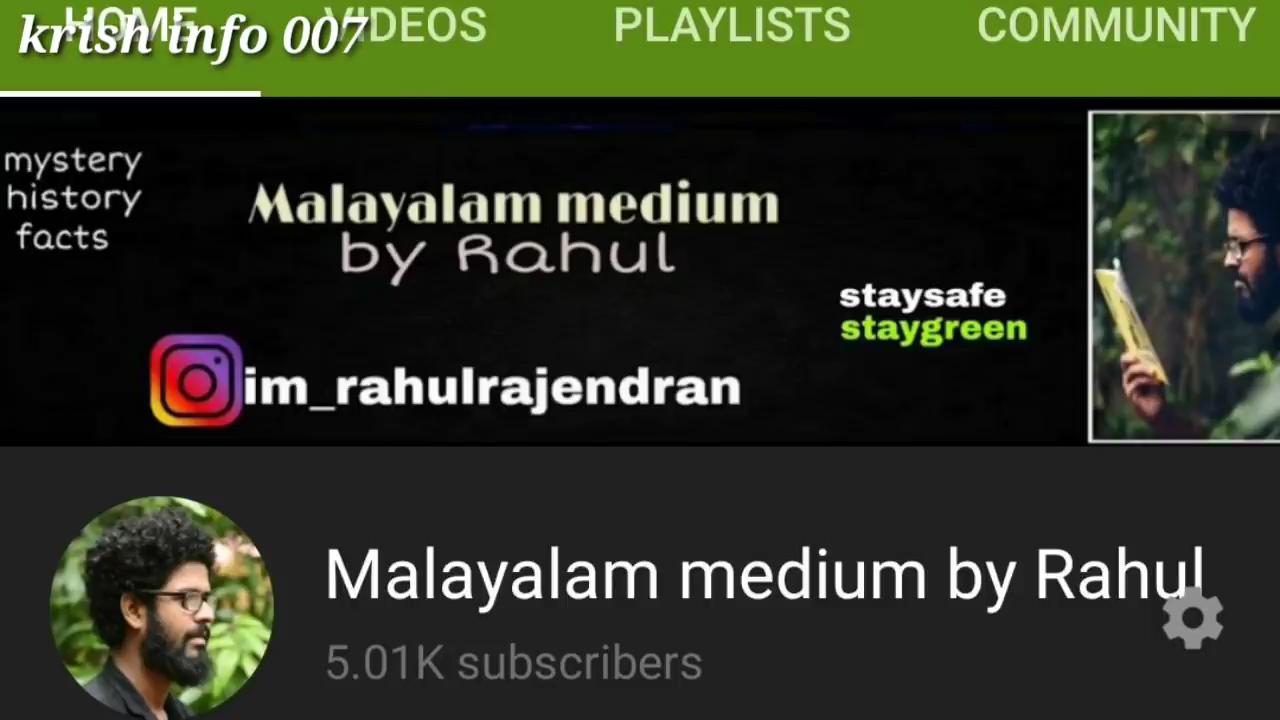 HOME VIDEOS PLAYLISTS COMMUNITY
krish info 007
mystery
history
facts
Malayalam medium
by Rahul
staysafe
staygreen
im_rahulrajendran
Malayalam medium by Rahul
5.01K subscribers